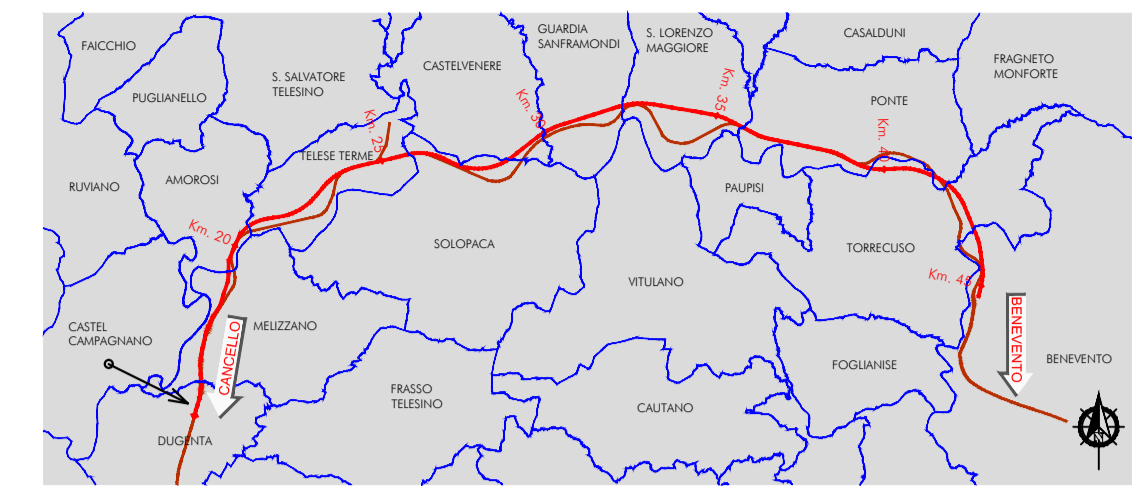 FAICCHIO
GUARDIA
SANFRAMONDI
S. LORENZO
MAGGIORE
CASALDUNI
CASTELVENERE
FRAGNETO
MONFORTE
S. SALVATORE
TELESINO
PUGLIANELLO
Km. 25
Km. 30
Km. 35
PONTE
Km. 40
TELESE TERME
RUVIANO
AMOROSI
PAUPISI
Km. 20
SOLOPACA
TORRECUSO
VITULANO
Km. 45
CASTEL
CAMPAGNANO
MELIZZANO
CANCELLO
BENEVENTO
BENEVENTO
FOGLIANISE
FRASSO
TELESINO
CAUTANO
DUGENTA
N